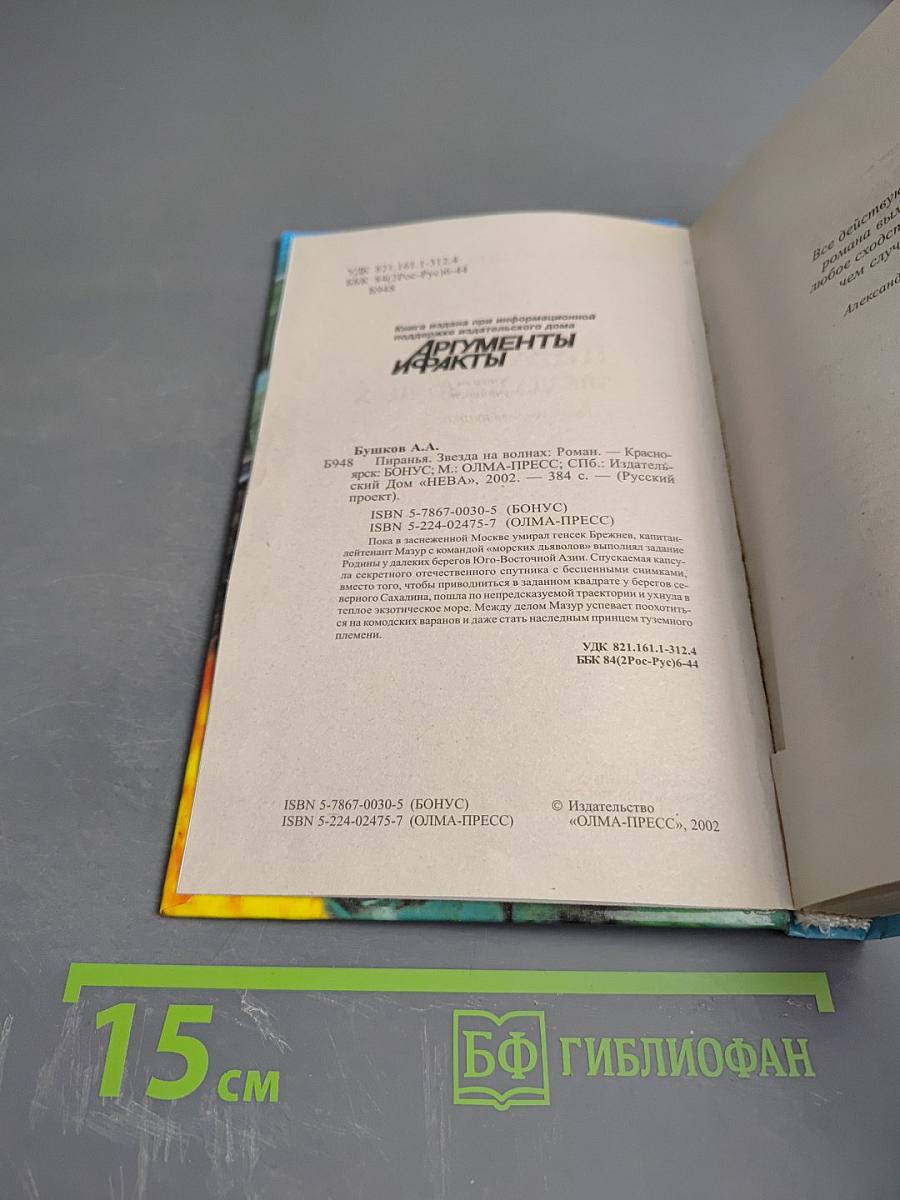 УДК 821.161.1-312.4
ББК 84(2Рос-Рус)6-44
Б948
Книга издана при информационной
поддержке издательского дома
АРГУМЕНТЫ
И ФАКТЫ
Бушков А.А.
Б948 Пиранья. Звезда на волнах: Роман. — Красно-
ярск: БОНУС; М.: ОЛМА-ПРЕСС; СПб.: Издатель-
ский Дом «НЕВА», 2002. — 384 с. — (Русский
проект).
ISBN 5-7867-0030-5 (БОНУС)
ISBN 5-224-02475-7 (ОЛМА-ПРЕСС)
Пока в заснеженной Москве умирал генсек Брежнев, капитан-
лейтенант Мазур с командой «морских дьяволов» выполнял задание
Родины у далеких берегов Юго-Восточной Азии. Спускаемая капсу-
ла секретного отечественного спутника с бесценными снимками,
вместо того, чтобы приводниться в заданном квадрате у берегов се-
верного Сахалина, пошла по непредсказуемой траектории и ухнула в
теплое экзотическое море. Между делом Мазур успевает поохотить-
ся на комодских варанов и даже стать наследным принцем туземного
племени.
УДК 821.161.1-312.4
ББК 84(2Рос-Рус)6-44
ISBN 5-7867-0030-5 (БОНУС)
ISBN 5-224-02475-7 (ОЛМА-ПРЕСС)
© Издательство
«ОЛМА-ПРЕСС», 2002
Все действую
романа вы
любое сходст
чем случ
Александ
15 см
БФ ГИБЛИОФАН